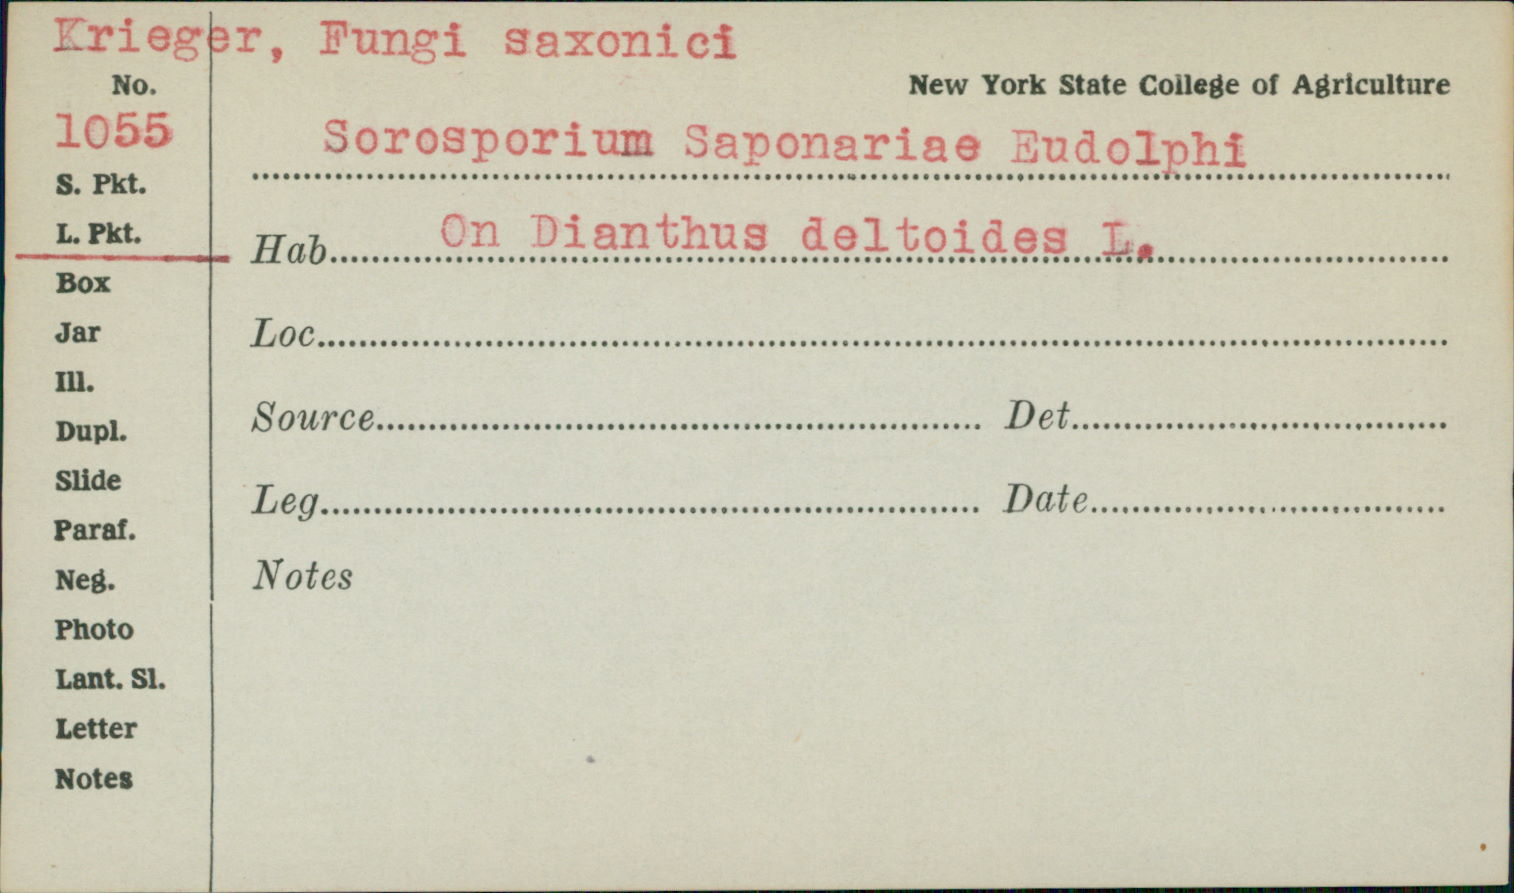 Krieger, Fungi saxonici
No.
New York State College of Agriculture
1055
Sorosporium Saponariae Eudolphi
S. Pkt.
L. Pkt.
Hab. On Dianthus deltoides L.
Box
Jar
Loc.
Ill.
Source Det.
Dupl.
Slide
Leg. Date
Paraf.
Neg.
Notes
Photo
Lant. Sl.
Letter
Notes